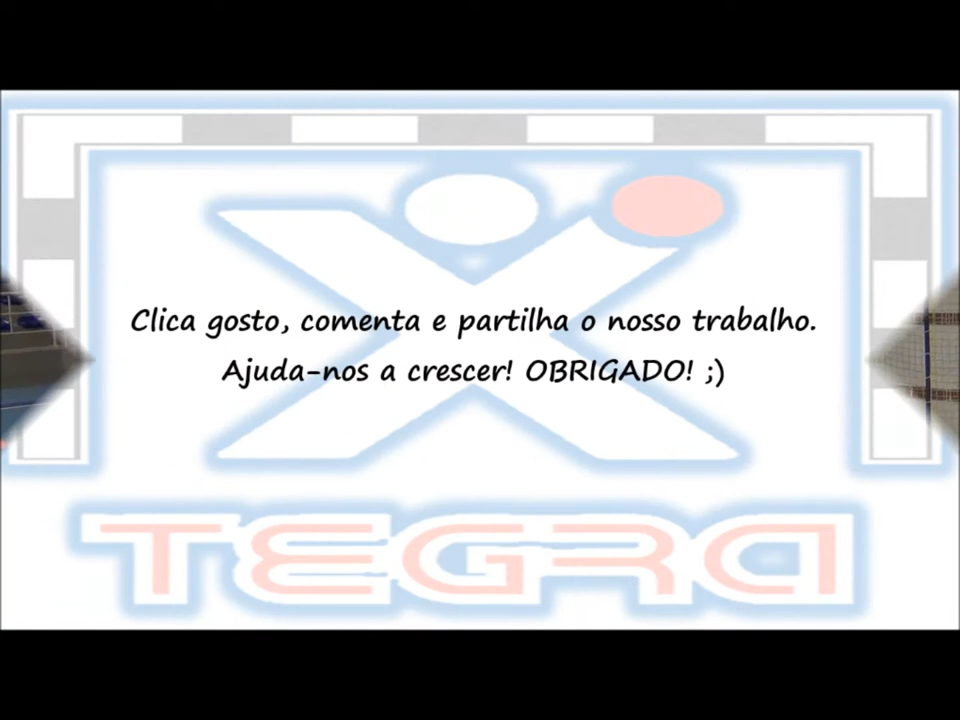 Clica gosto, comenta e partilha o nosso trabalho.
Ajuda-nos a crescer! OBRIGADO! ;)
TEGRA